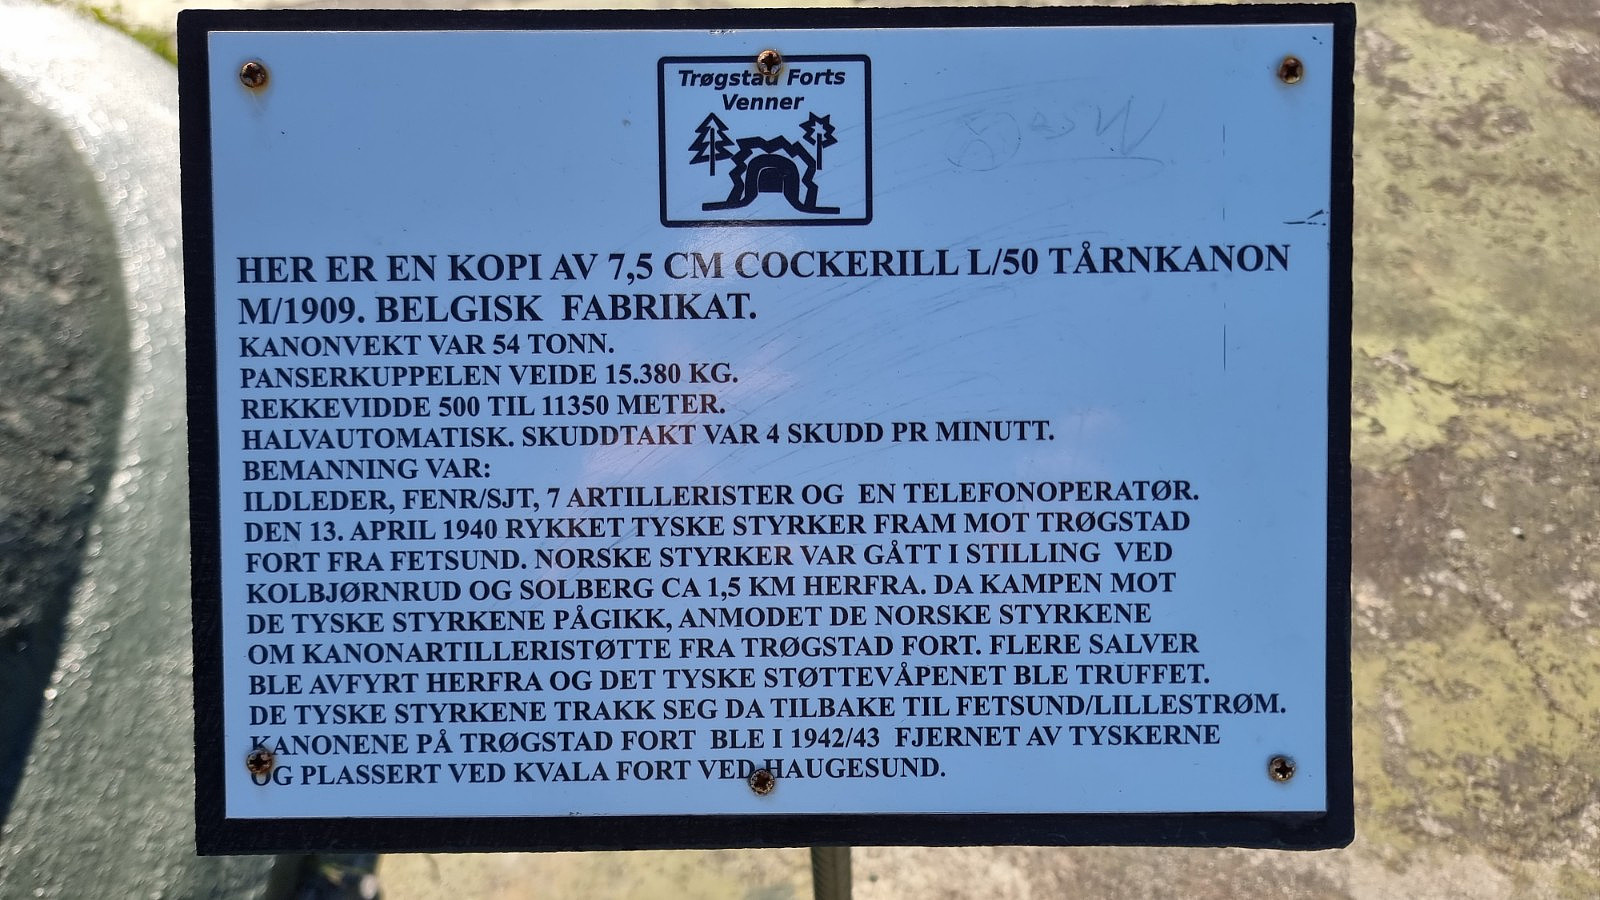 Trøgstad Forts
Venner
HER ER EN KOPI AV 7,5 CM COCKERILL L/50 TÅRNKANON
M/1909. BELGISK FABRIKAT.
KANONVEKT VAR 54 TONN.
PANSERKUPPELEN VEIDE 15.380 KG.
REKKEVIDDE 500 TIL 11350 METER.
HALVAUTOMATISK. SKUDDTAKT VAR 4 SKUDD PR MINUTT.
BEMANNING VAR:
ILDLEDER, FENR/SJT, 7 ARTILLERISTER OG EN TELEFONOPERATØR.
DEN 13. APRIL 1940 RYKKET TYSKE STYRKER FRAM MOT TRØGSTAD
FORT FRA FETSUND. NORSKE STYRKER VAR GÅTT I STILLING VED
KOLBJØRNRUD OG SOLBERG CA 1,5 KM HERFRA. DA KAMPEN MOT
DE TYSKE STYRKENE PÅGIKK, ANMODET DE NORSKE STYRKENE
OM KANONARTILLERISTØTTE FRA TRØGSTAD FORT. FLERE SALVER
BLE AVFYRT HERFRA OG DET TYSKE STØTTEVÅPENET BLE TRUFFET.
DE TYSKE STYRKENE TRAKK SEG DA TILBAKE TIL FETSUND/LILLESTRØM.
KANONENE PÅ TRØGSTAD FORT BLE I 1942/43 FJERNET AV TYSKERNE
OG PLASSERT VED KVALA FORT VED HAUGESUND.